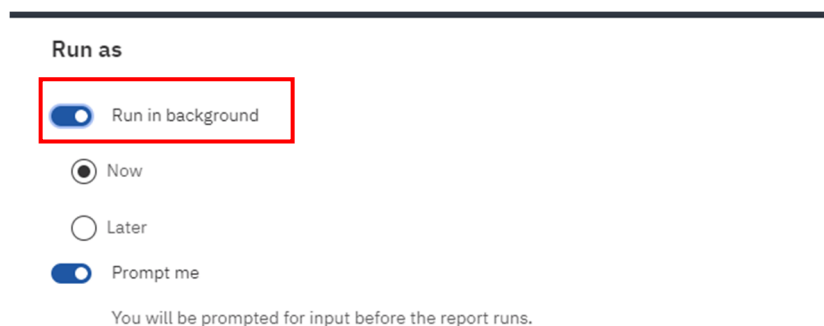 Run as
Run in background
Now
Later
Prompt me
You will be prompted for input before the report runs.